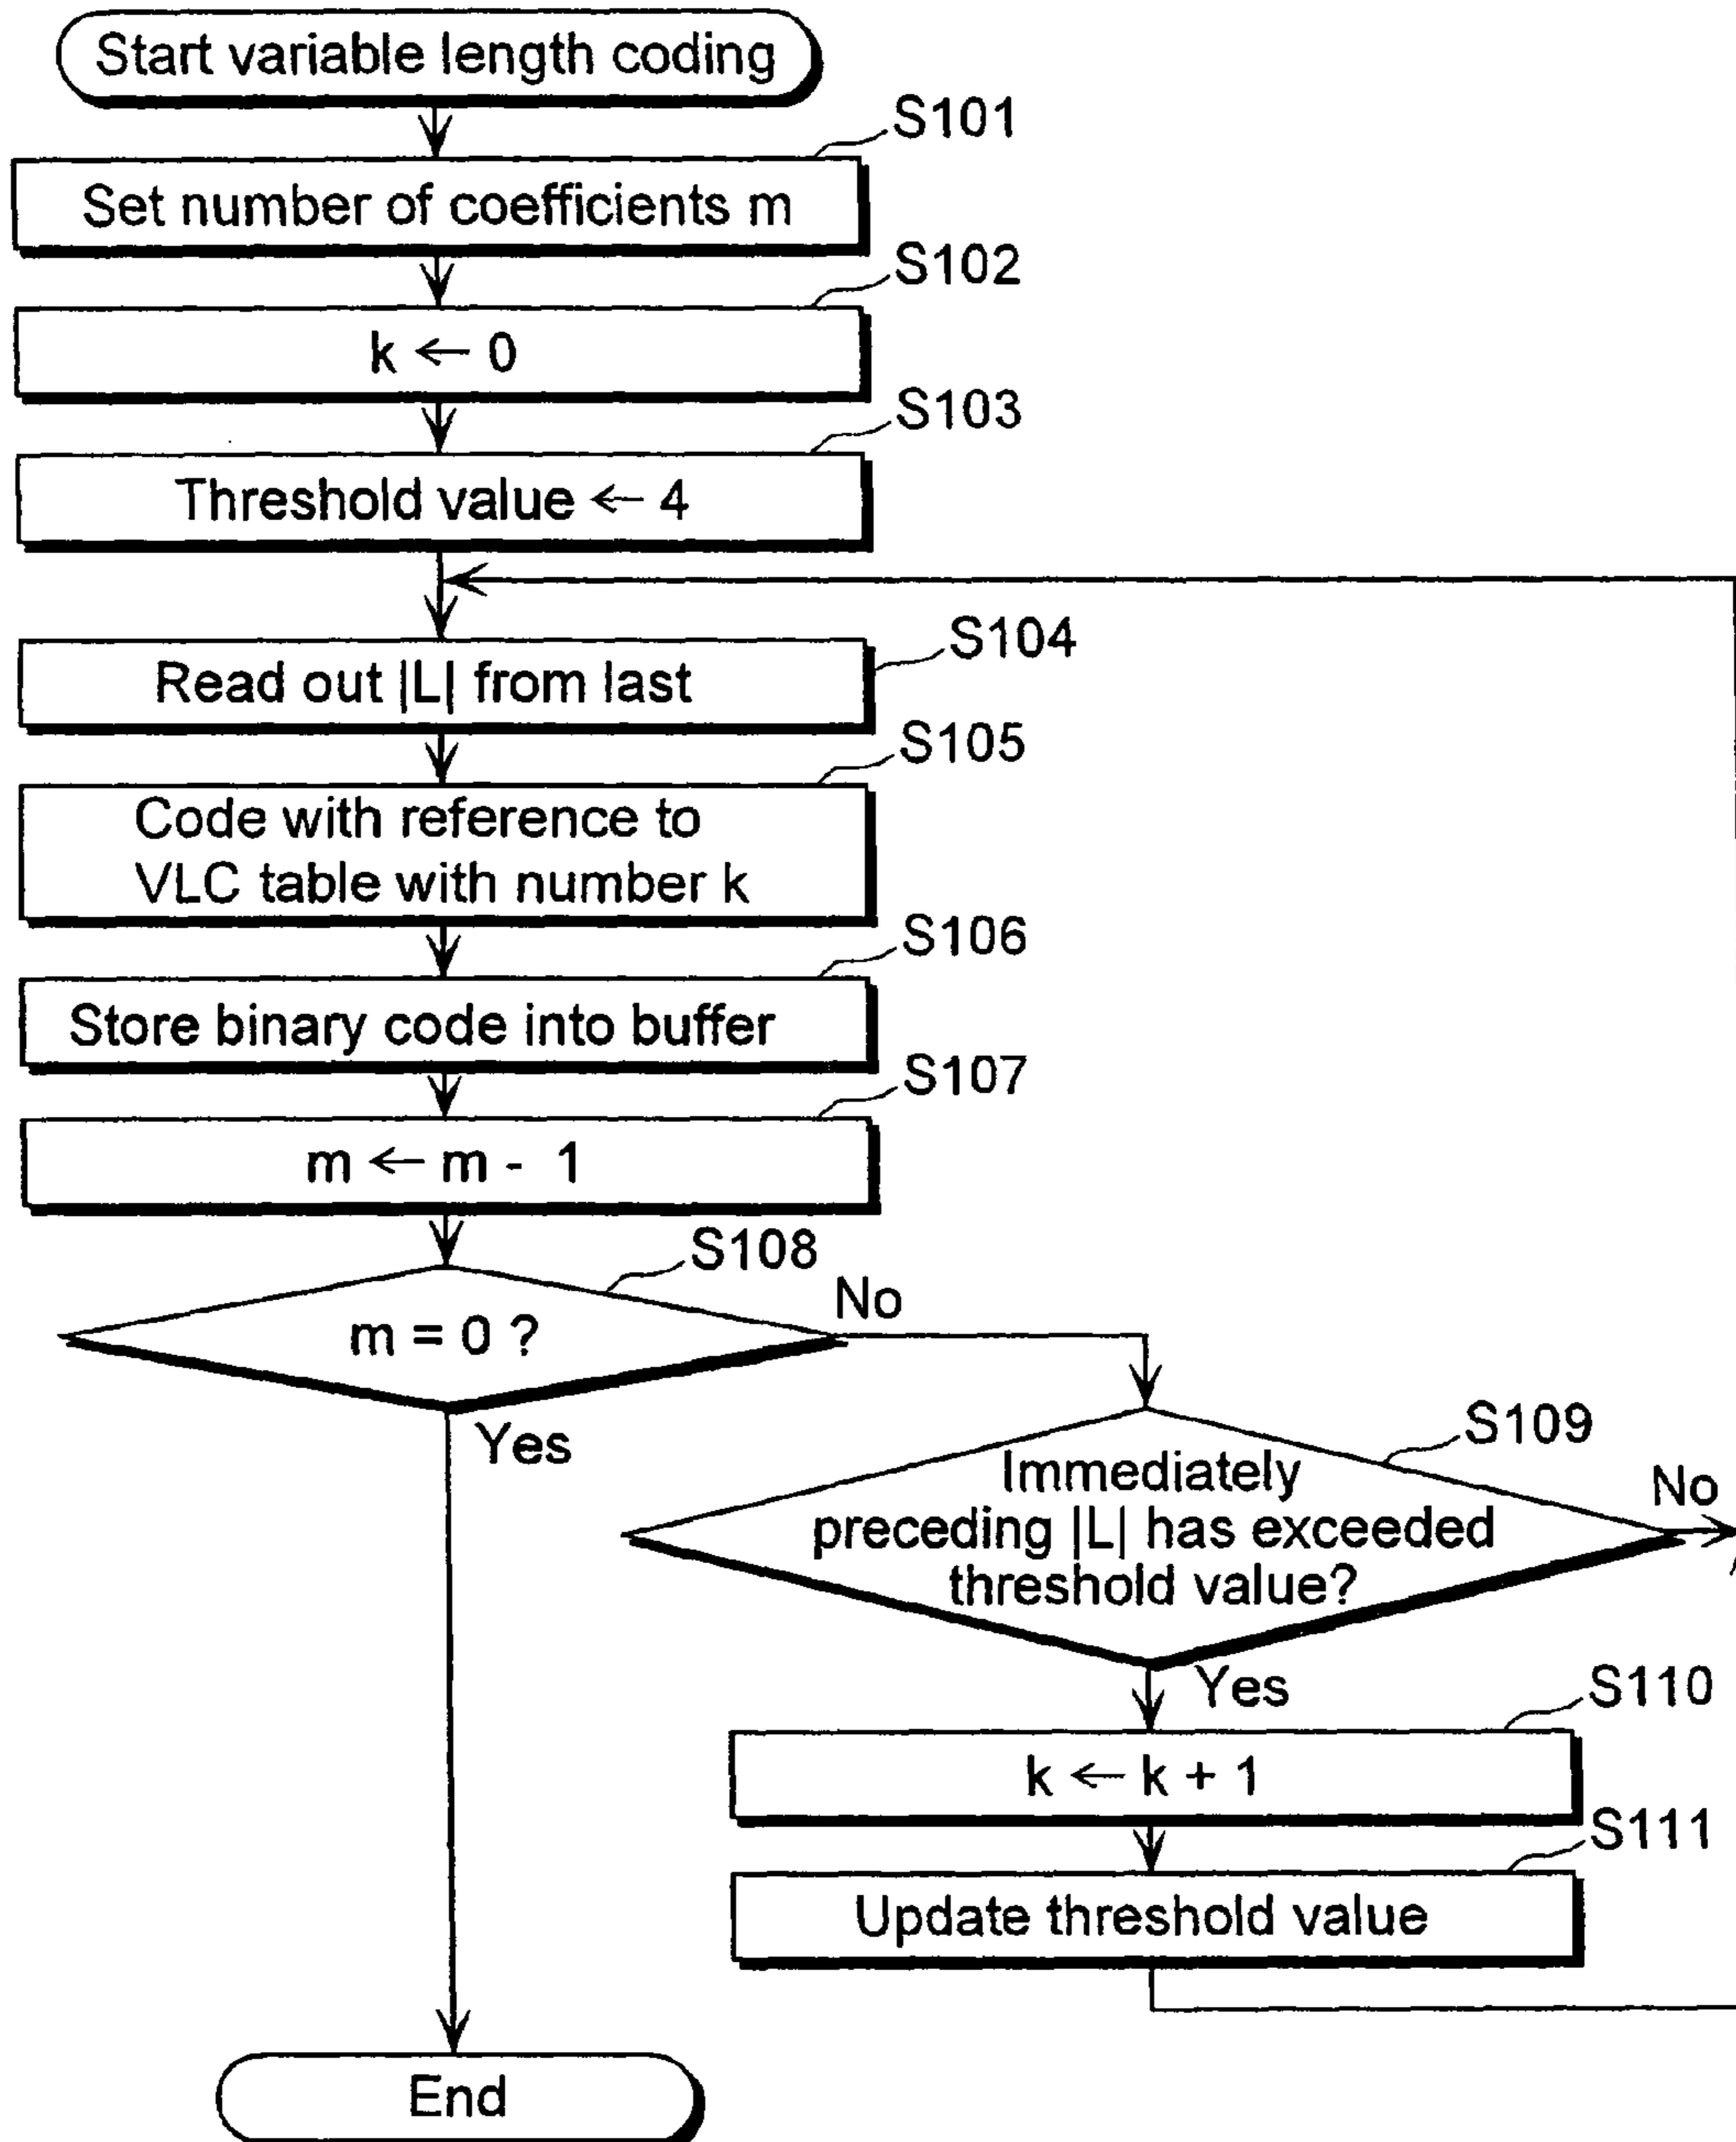 Start variable length coding
S101
Set number of coefficients m
S102
k ← 0
S103
Threshold value ← 4
S104
Read out |L| from last
S105
Code with reference to
VLC table with number k
S106
Store binary code into buffer
S107
m ← m - 1
S108
m = 0 ?
No
Yes
S109
Immediately
preceding |L| has exceeded
threshold value?
No
Yes
S110
k ← k + 1
S111
Update threshold value
End